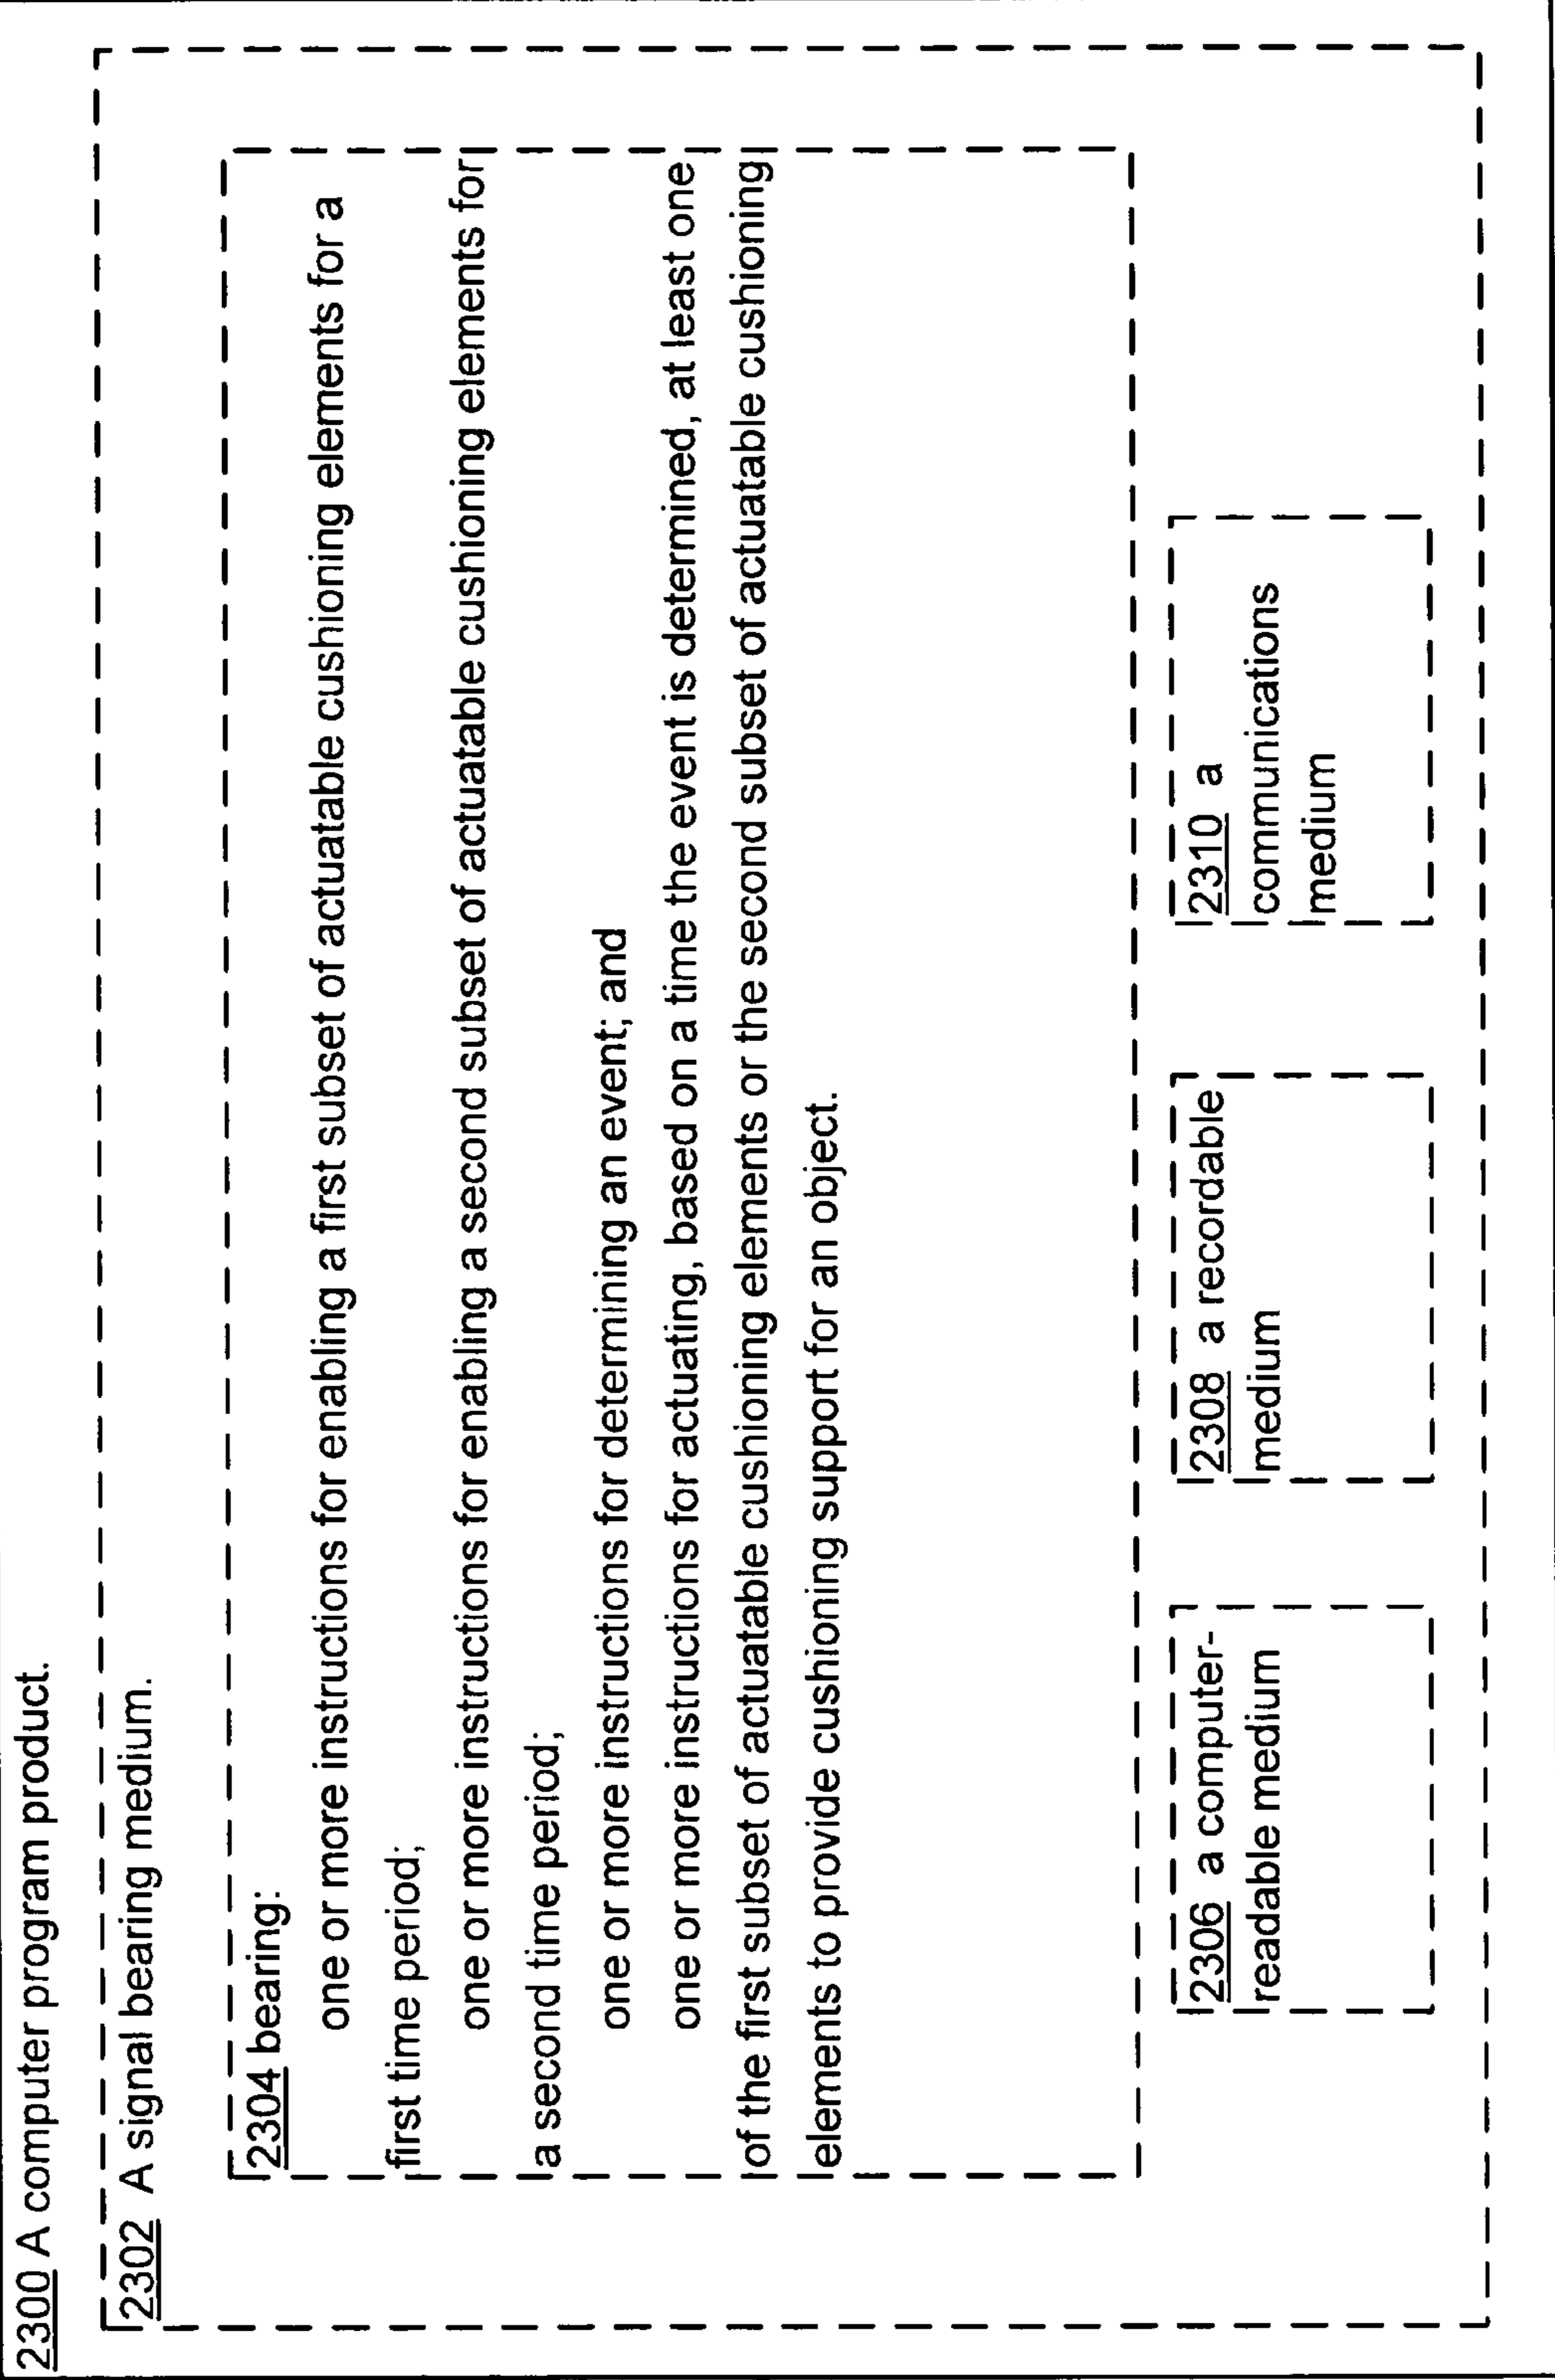 2300 A computer program product.
2302 A signal bearing medium.
2304 bearing:
one or more instructions for enabling a first subset of actuatable cushioning elements for a
first time period;
one or more instructions for enabling a second subset of actuatable cushioning elements for
a second time period;
one or more instructions for determining an event; and
one or more instructions for actuating, based on a time the event is determined, at least one
of the first subset of actuatable cushioning elements or the second subset of actuatable cushioning
elements to provide cushioning support for an object.
2306 a computer-
readable medium
2308 a recordable
medium
2310 a
communications
medium